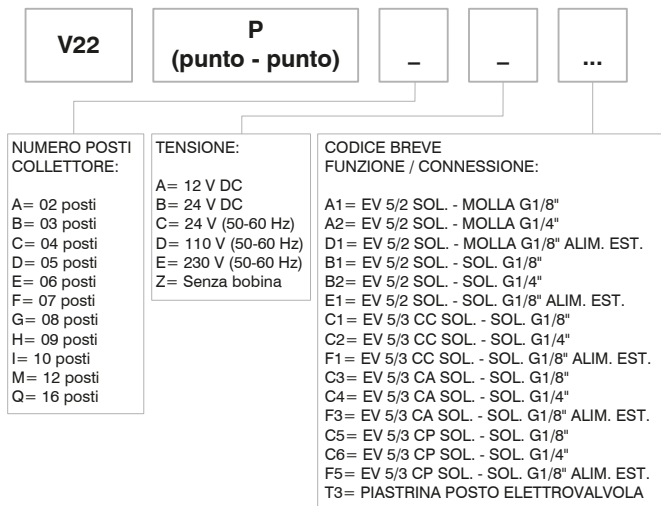 V22
P
(punto - punto)
_
_
...
NUMERO POSTI
COLLETTORE:
A= 02 posti
B= 03 posti
C= 04 posti
D= 05 posti
E= 06 posti
F= 07 posti
G= 08 posti
H= 09 posti
I= 10 posti
M= 12 posti
Q= 16 posti
TENSIONE:
A= 12 V DC
B= 24 V DC
C= 24 V (50-60 Hz)
D= 110 V (50-60 Hz)
E= 230 V (50-60 Hz)
Z= Senza bobina
CODICE BREVE
FUNZIONE / CONNESSIONE:
A1= EV 5/2 SOL. - MOLLA G1/8"
A2= EV 5/2 SOL. - MOLLA G1/4"
D1= EV 5/2 SOL. - MOLLA G1/8" ALIM. EST.
B1= EV 5/2 SOL. - SOL. G1/8"
B2= EV 5/2 SOL. - SOL. G1/4"
E1= EV 5/2 SOL. - SOL. G1/8" ALIM. EST.
C1= EV 5/3 CC SOL. - SOL. G1/8"
C2= EV 5/3 CC SOL. - SOL. G1/4"
F1= EV 5/3 CC SOL. - SOL. G1/8" ALIM. EST.
C3= EV 5/3 CA SOL. - SOL. G1/8"
C4= EV 5/3 CA SOL. - SOL. G1/4"
F3= EV 5/3 CA SOL. - SOL. G1/8" ALIM. EST.
C5= EV 5/3 CP SOL. - SOL. G1/8"
C6= EV 5/3 CP SOL. - SOL. G1/4"
F5= EV 5/3 CP SOL. - SOL. G1/8" ALIM. EST.
T3= PIASTRINA POSTO ELETTROVALVOLA